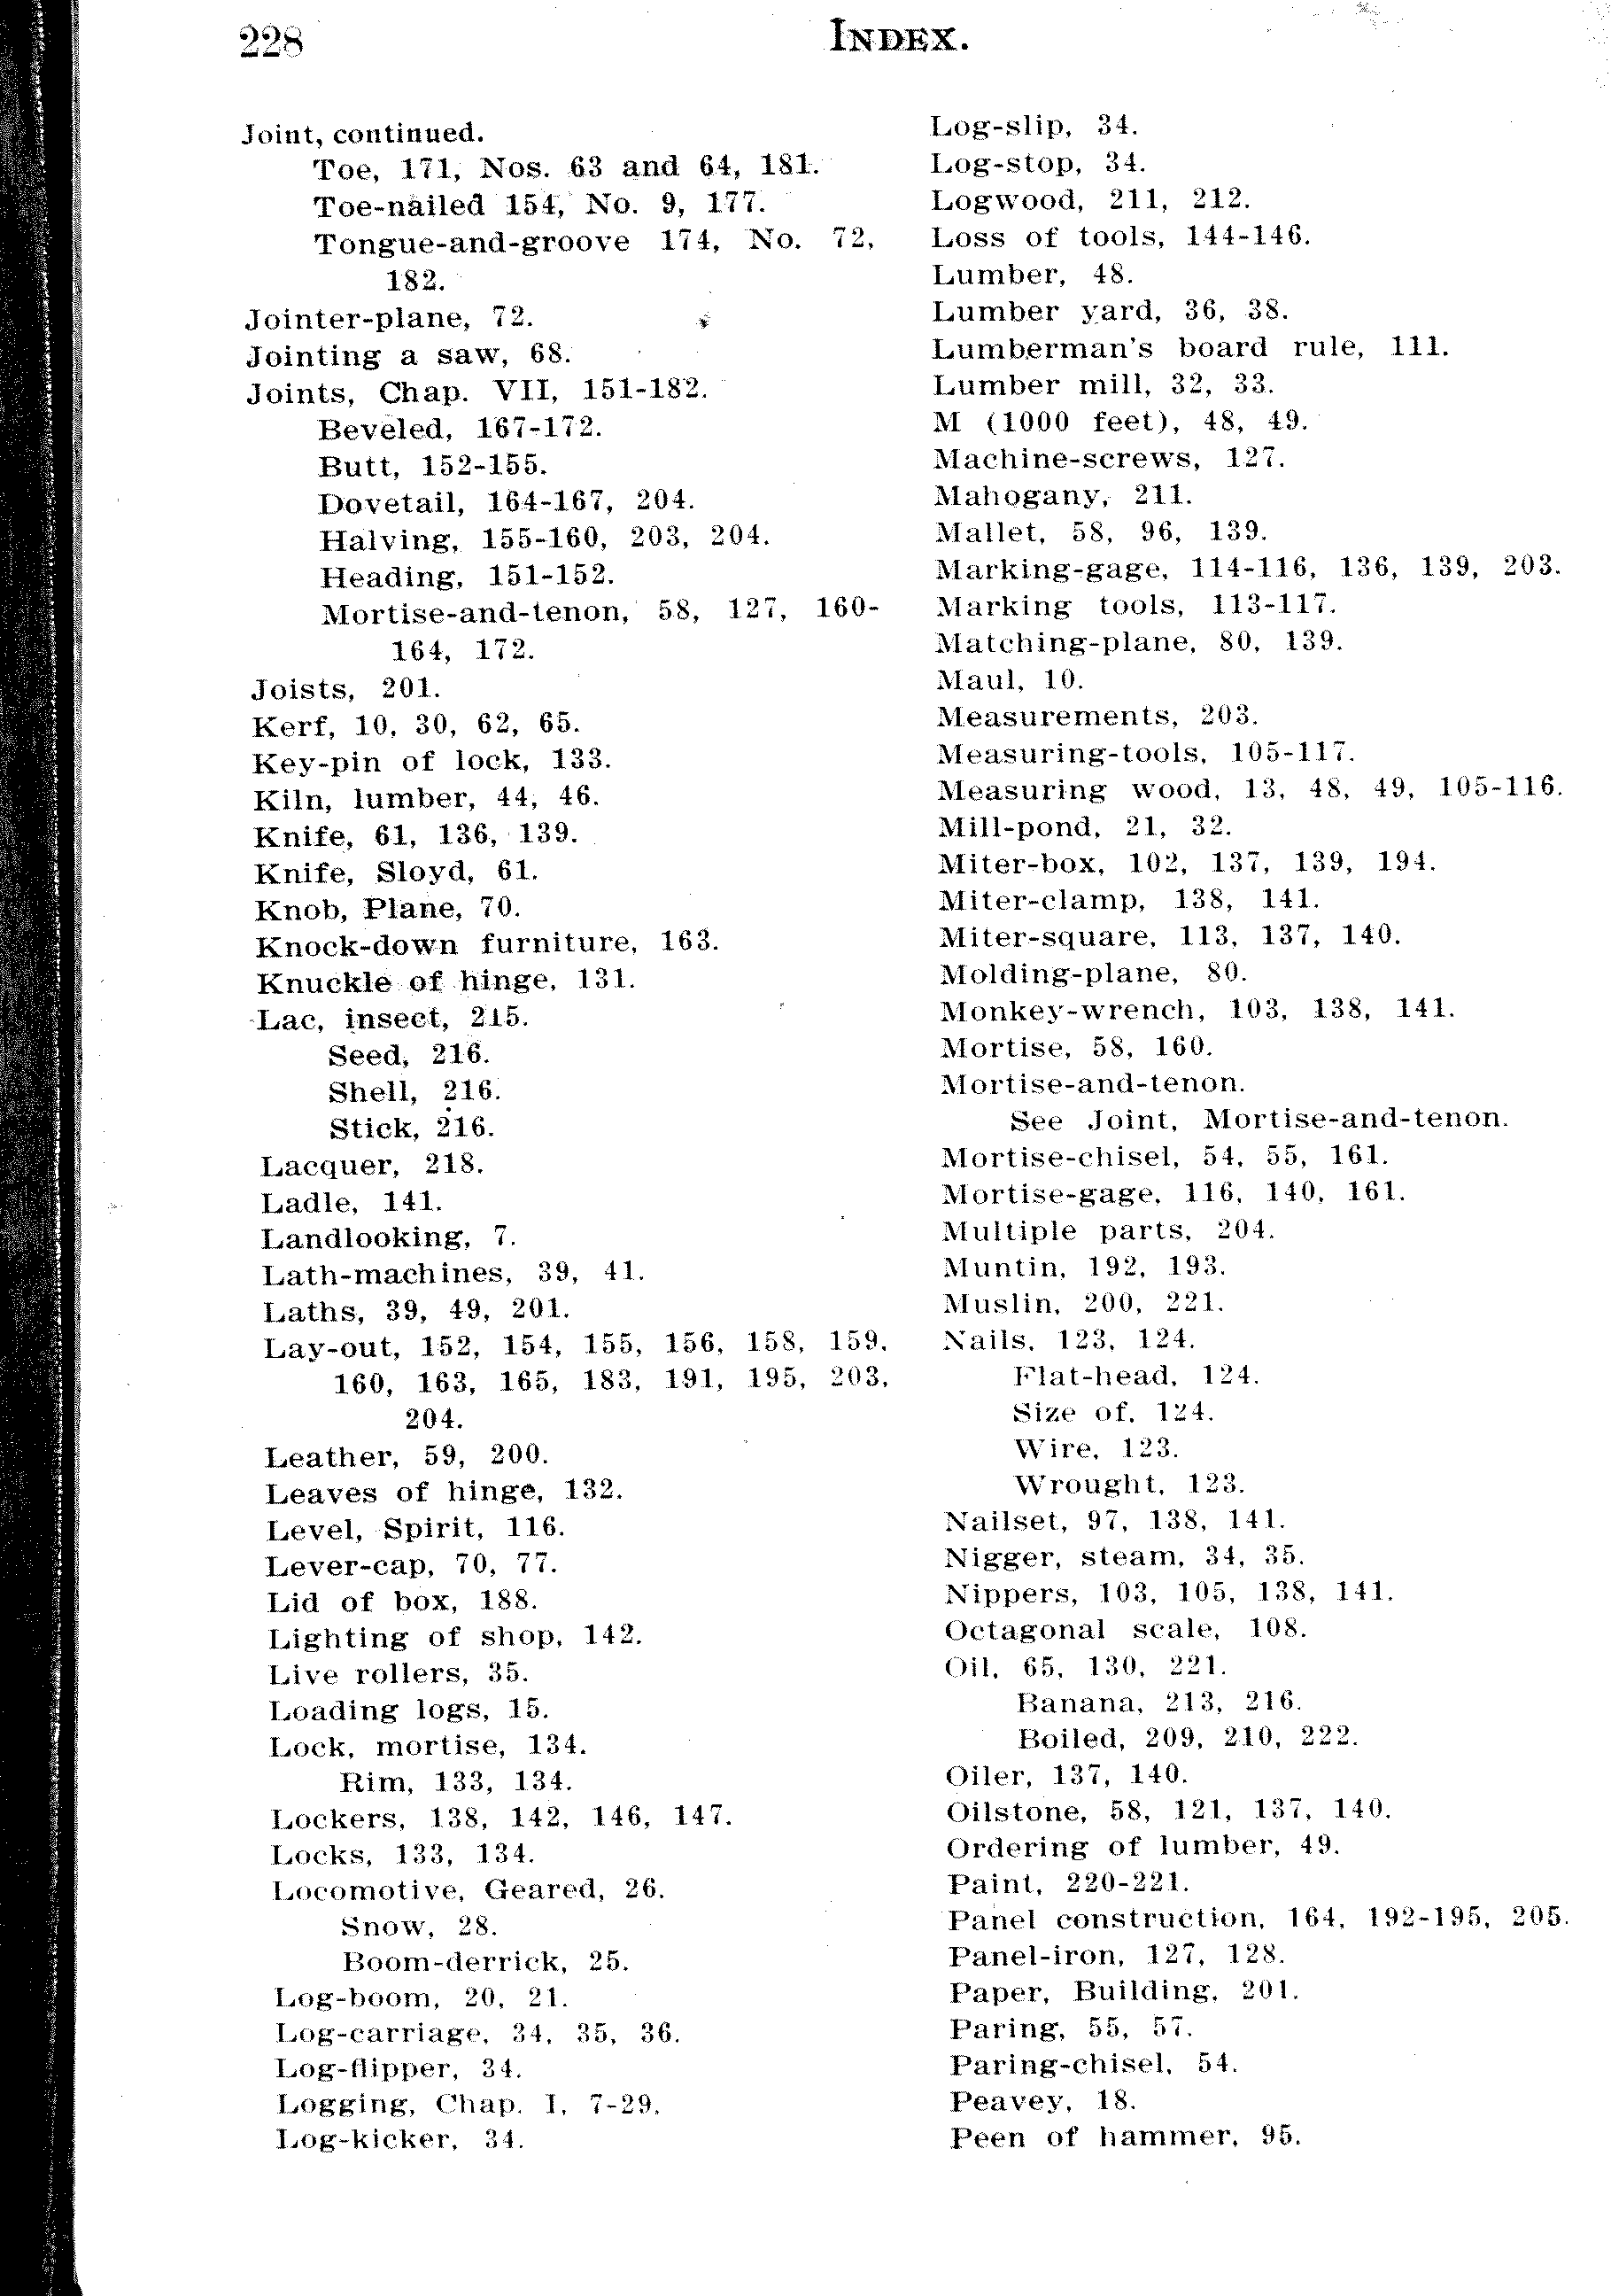 228
INDEX.
Joint, continued.
Toe, 171, Nos. 63 and 64, 181.
Toe-nailed 154, No. 9, 177.
Tongue-and-groove 174, No. 72,
182.
Jointer-plane, 72.
Jointing a saw, 68.
Joints, Chap. VII, 151-182.
Beveled, 167-172.
Butt, 152-155.
Dovetail, 164-167, 204.
Halving, 155-160, 203, 204.
Heading, 151-152.
Mortise-and-tenon, 58, 127, 160-
164, 172.
Joists, 201.
Kerf, 10, 30, 62, 65.
Key-pin of lock, 133.
Kiln, lumber, 44, 46.
Knife, 61, 136, 139.
Knife, Sloyd, 61.
Knob, Plane, 70.
Knock-down furniture, 163.
Knuckle of hinge, 131.
Lac, insect, 215.
Seed, 216.
Shell, 216.
Stick, 216.
Lacquer, 218.
Ladle, 141.
Landlooking, 7.
Lath-machines, 39, 41.
Laths, 39, 49, 201.
Lay-out, 152, 154, 155, 156, 158, 159,
160, 163, 165, 183, 191, 195, 203,
204.
Leather, 59, 200.
Leaves of hinge, 132.
Level, Spirit, 116.
Lever-cap, 70, 77.
Lid of box, 188.
Lighting of shop, 142.
Live rollers, 35.
Loading logs, 15.
Lock, mortise, 134.
Rim, 133, 134.
Lockers, 138, 142, 146, 147.
Locks, 133, 134.
Locomotive, Geared, 26.
Snow, 28.
Boom-derrick, 25.
Log-boom, 20, 21.
Log-carriage, 34, 35, 36.
Log-flipper, 34.
Logging, Chap. I, 7-29.
Log-kicker, 34.
Log-slip, 34.
Log-stop, 34.
Logwood, 211, 212.
Loss of tools, 144-146.
Lumber, 48.
Lumber yard, 36, 38.
Lumberman's board rule, 111.
Lumber mill, 32, 33.
M (1000 feet), 48, 49.
Machine-screws, 127.
Mahogany, 211.
Mallet, 58, 96, 139.
Marking-gage, 114-116, 136, 139, 203.
Marking tools, 113-117.
Matching-plane, 80, 139.
Maul, 10.
Measurements, 203.
Measuring-tools, 105-117.
Measuring wood, 13, 48, 49, 105-116.
Mill-pond, 21, 32.
Miter-box, 102, 137, 139, 194.
Miter-clamp, 138, 141.
Miter-square, 113, 137, 140.
Molding-plane, 80.
Monkey-wrench, 103, 138, 141.
Mortise, 58, 160.
Mortise-and-tenon.
See Joint, Mortise-and-tenon.
Mortise-chisel, 54, 55, 161.
Mortise-gage, 116, 140, 161.
Multiple parts, 204.
Muntin, 192, 193.
Muslin, 200, 221.
Nails, 123, 124.
Flat-head, 124.
Size of, 124.
Wire, 123.
Wrought, 123.
Nailset, 97, 138, 141.
Nigger, steam, 34, 35.
Nippers, 103, 105, 138, 141.
Octagonal scale, 108.
Oil, 65, 130, 221.
Banana, 213, 216.
Boiled, 209, 210, 222.
Oiler, 137, 140.
Oilstone, 58, 121, 137, 140.
Ordering of lumber, 49.
Paint, 220-221.
Panel construction, 164, 192-195, 205.
Panel-iron, 127, 128.
Paper, Building, 201.
Paring, 55, 57.
Paring-chisel, 54.
Peavey, 18.
Peen of hammer, 95.